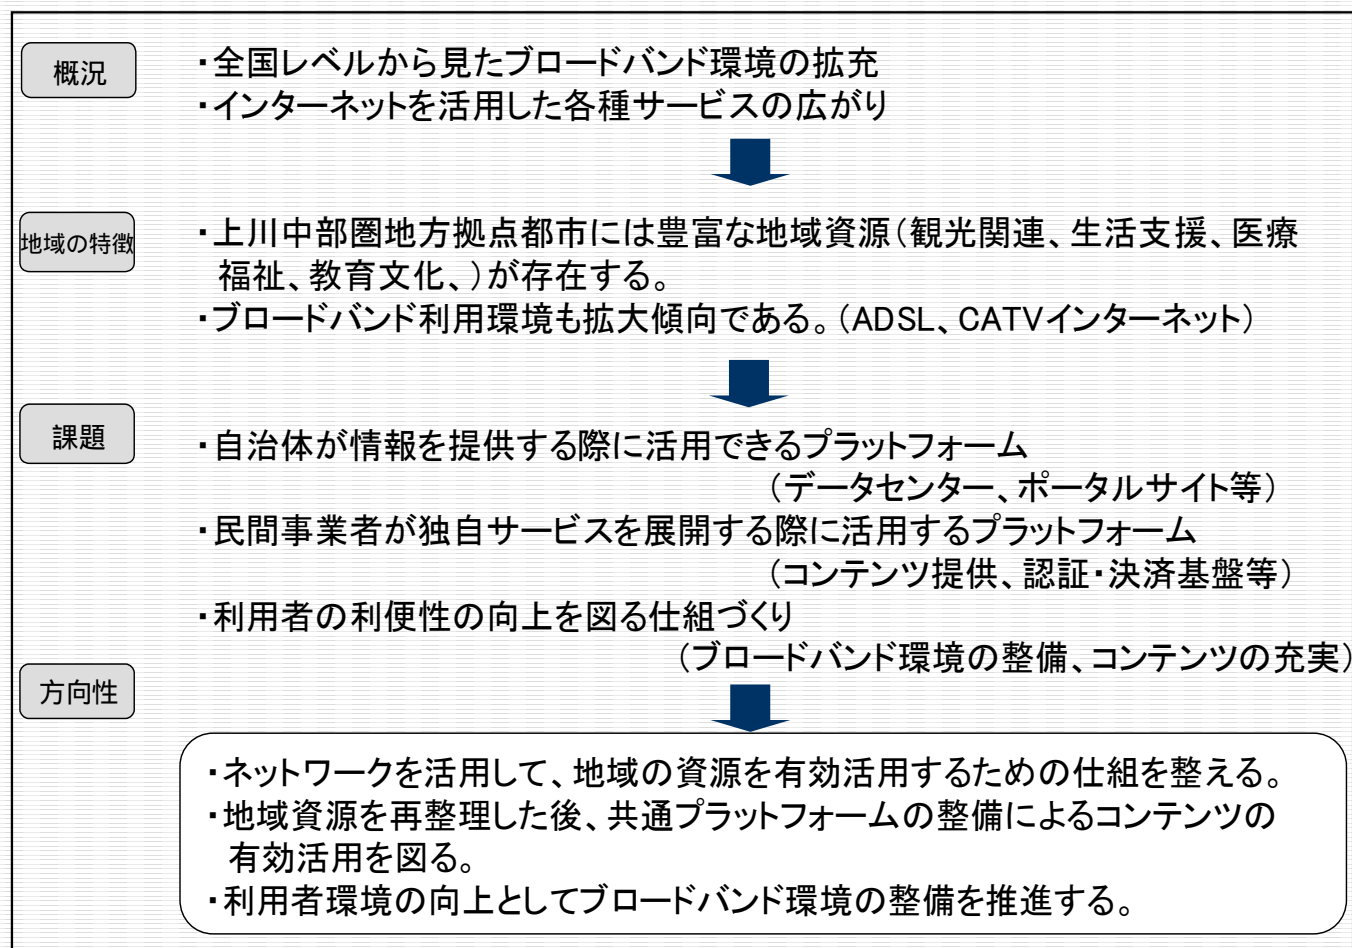 概況
・全国レベルから見たブロードバンド環境の拡充
・インターネットを活用した各種サービスの広がり
地域の特徴
・上川中部圏地方拠点都市には豊富な地域資源(観光関連、生活支援、医療
福祉、教育文化、)が存在する。
・ブロードバンド利用環境も拡大傾向である。(ADSL、CATVインターネット)
課題
・自治体が情報を提供する際に活用できるプラットフォーム
(データセンター、ポータルサイト等)
・民間事業者が独自サービスを展開する際に活用するプラットフォーム
(コンテンツ提供、認証・決済基盤等)
・利用者の利便性の向上を図る仕組づくり
(ブロードバンド環境の整備、コンテンツの充実)
方向性
・ネットワークを活用して、地域の資源を有効活用するための仕組を整える。
・地域資源を再整理した後、共通プラットフォームの整備によるコンテンツの
有効活用を図る。
・利用者環境の向上としてブロードバンド環境の整備を推進する。